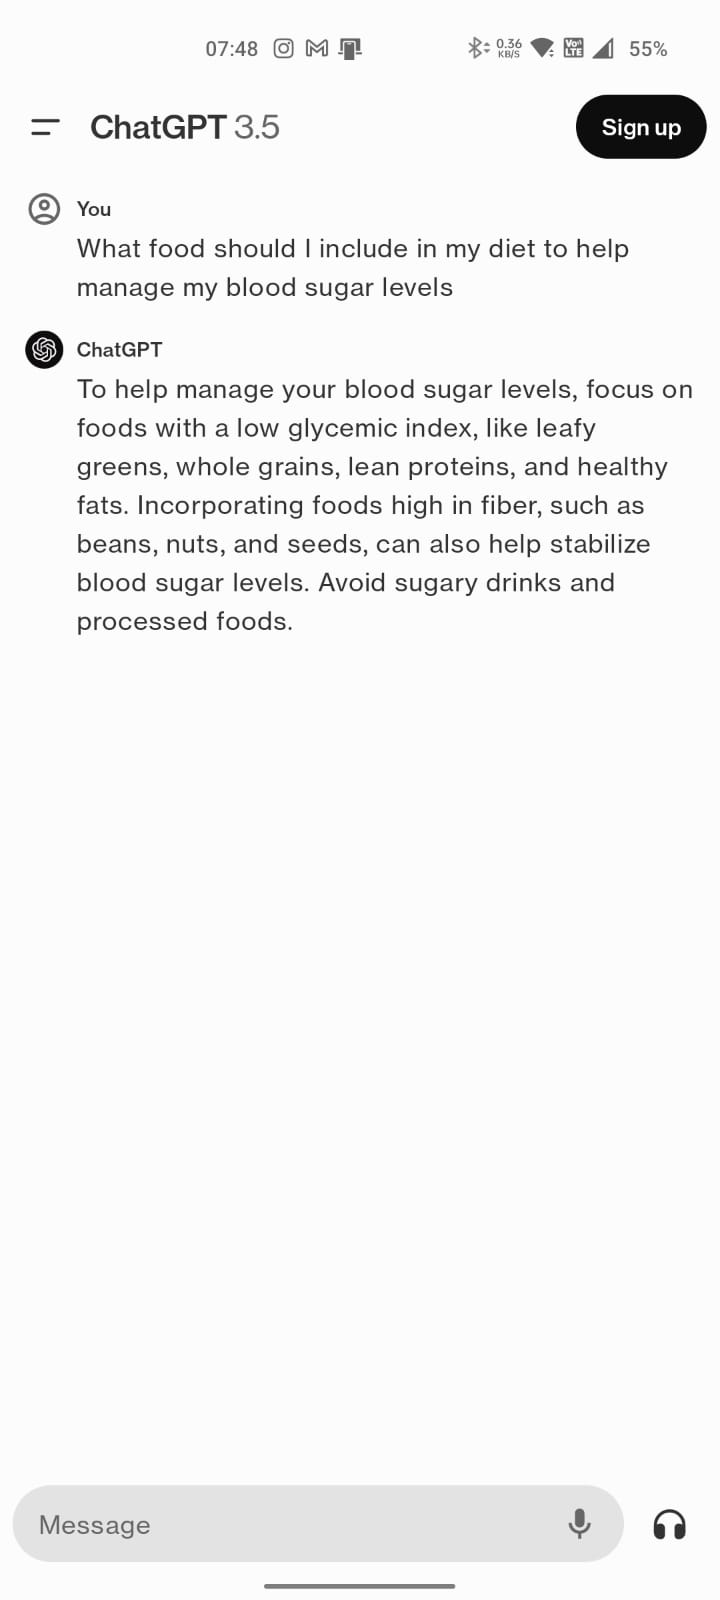 07:48 0.36 KB/S Vo)) LTE 55%
ChatGPT 3.5 Sign up
You
What food should I include in my diet to help
manage my blood sugar levels
ChatGPT
To help manage your blood sugar levels, focus on
foods with a low glycemic index, like leafy
greens, whole grains, lean proteins, and healthy
fats. Incorporating foods high in fiber, such as
beans, nuts, and seeds, can also help stabilize
blood sugar levels. Avoid sugary drinks and
processed foods.
Message